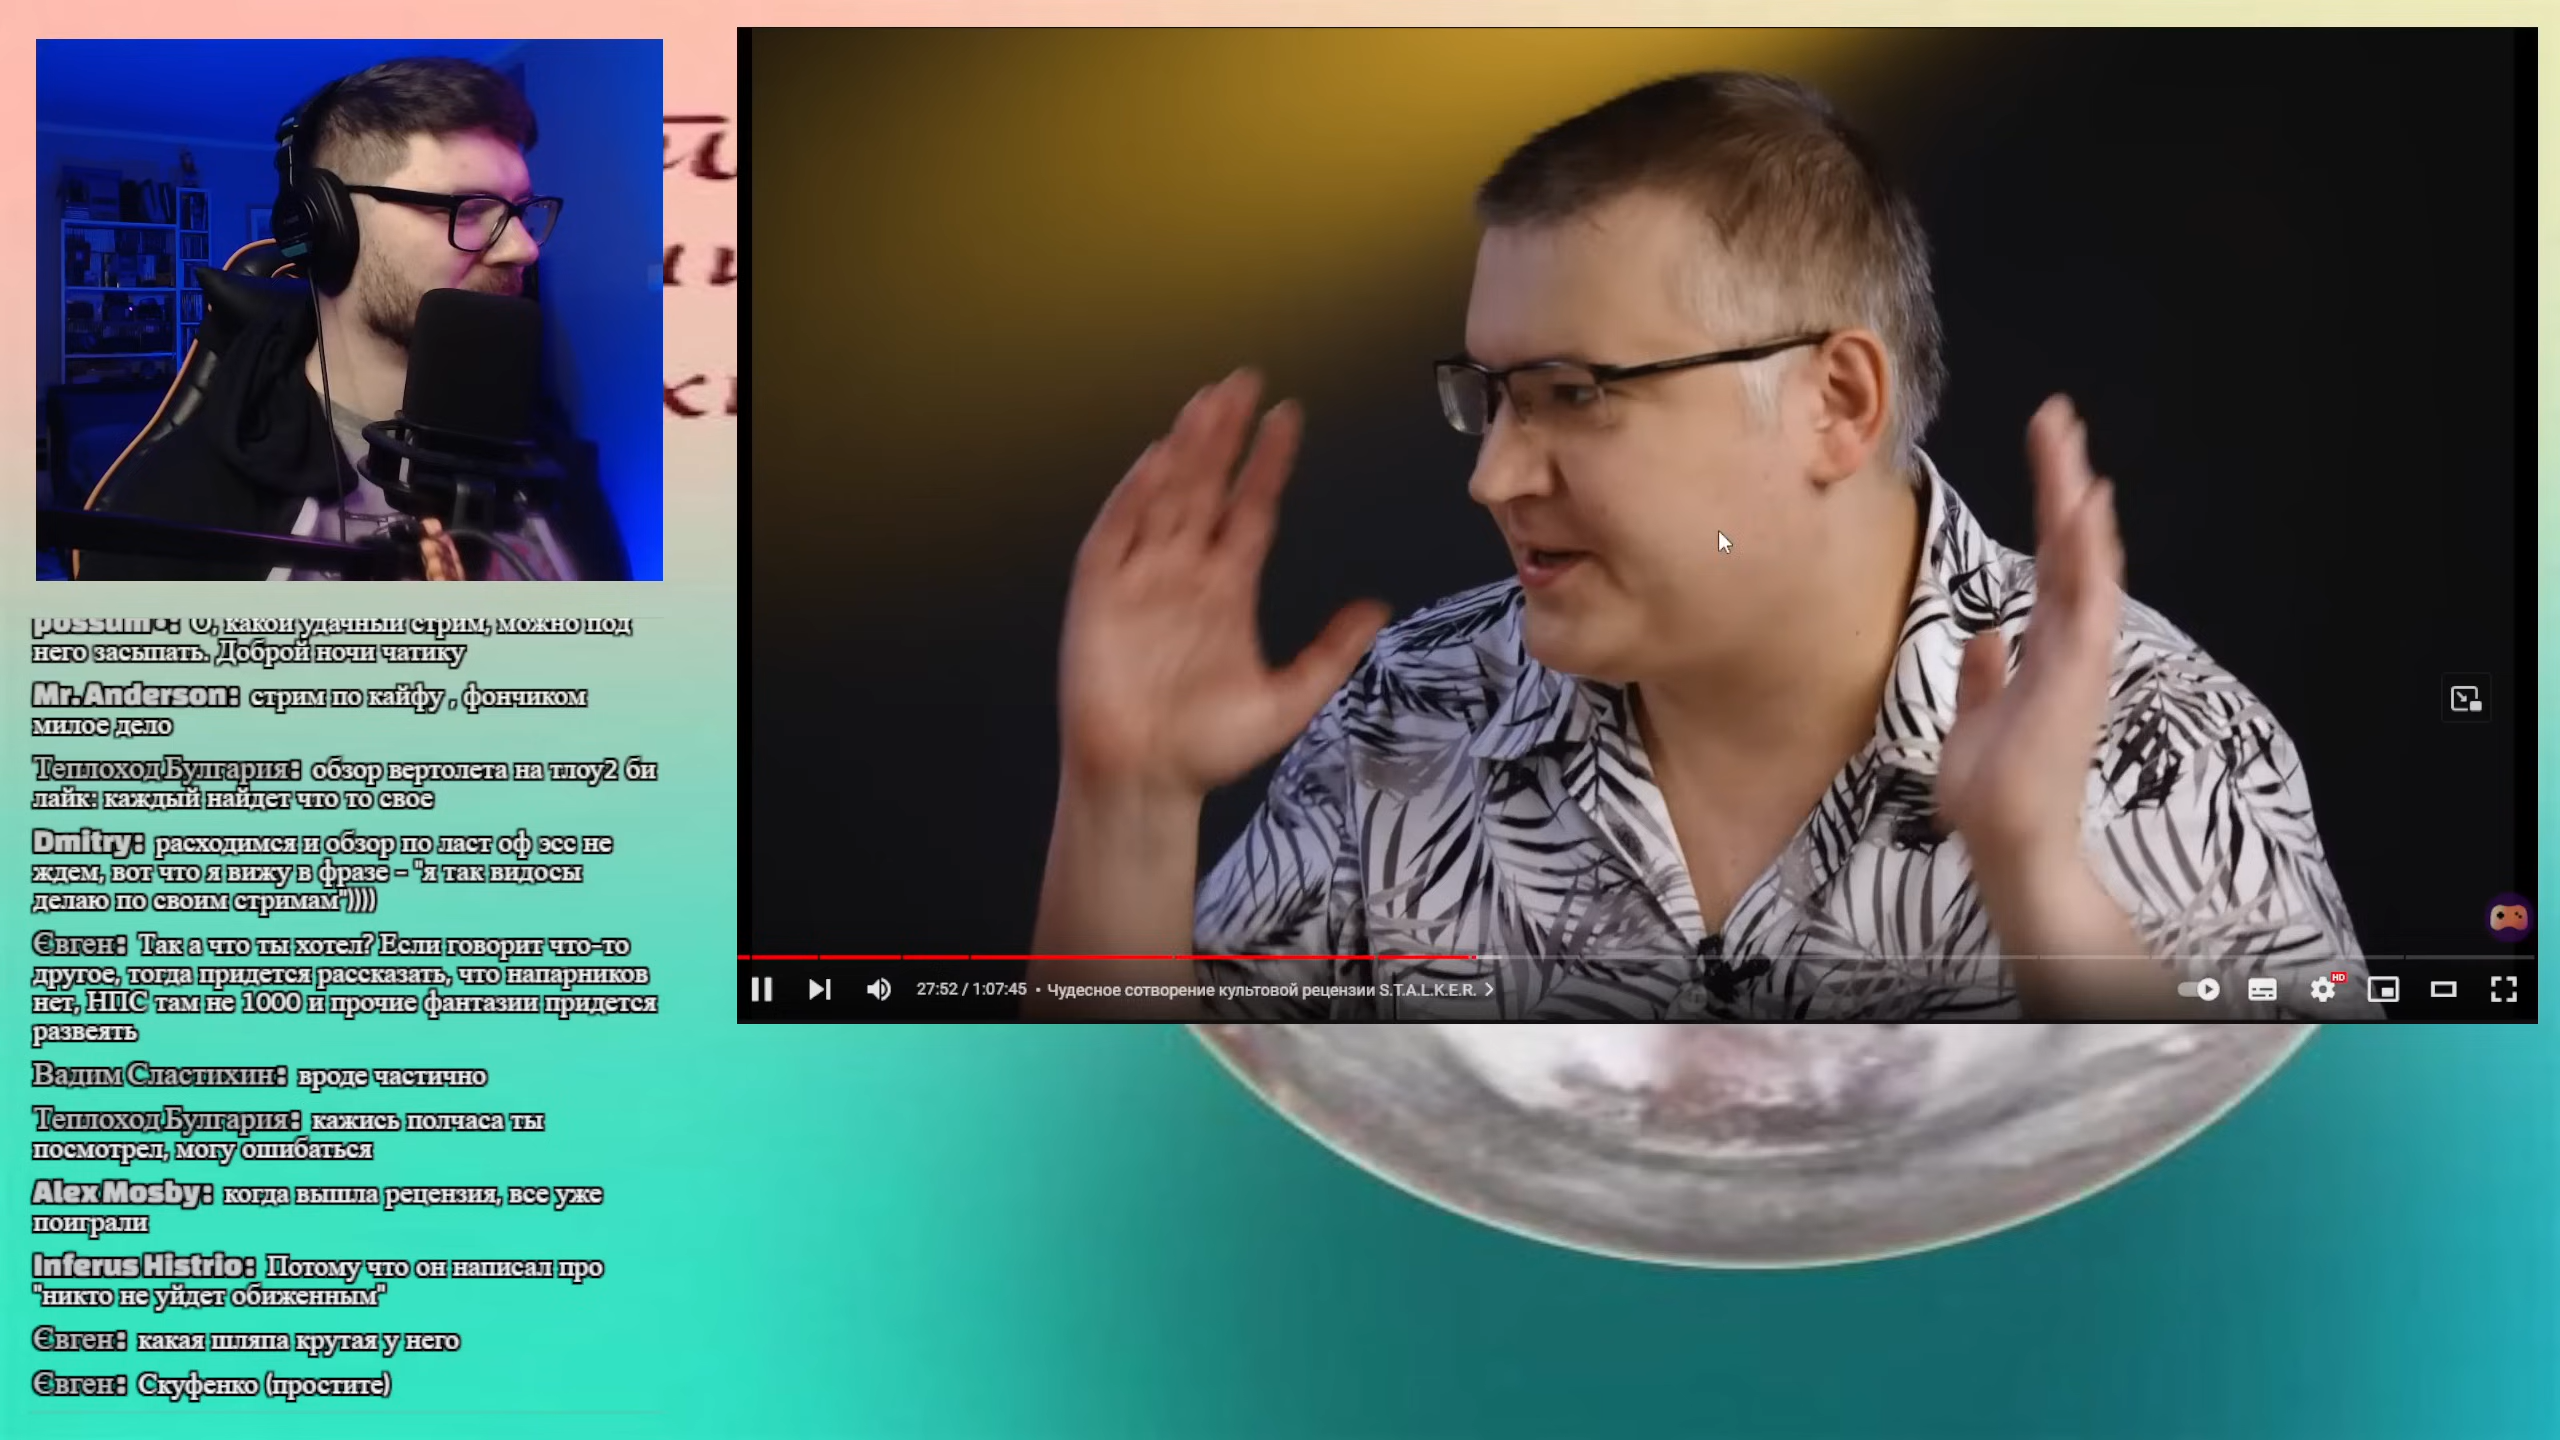 possum •: О, какой удачный стрим, можно под
него засыпать. Доброй ночи чатику
Mr. Anderson: стрим по кайфу , фончиком
милое дело
Теплоход Булгария: обзор вертолета на тлоу2 би
лайк: каждый найдет что то свое
Dmitry: расходимся и обзор по ласт оф эсс не
ждем, вот что я вижу в фразе - "я так видосы
делаю по своим стримам"))))
Євген: Так а что ты хотел? Если говорит что-то
другое, тогда придется рассказать, что напарников
нет, НПС там не 1000 и прочие фантазии придется
развеять
Вадим Сластихин: вроде частично
Теплоход Булгария: кажись полчаса ты
посмотрел, могу ошибаться
Alex Mosby: когда вышла рецензия, все уже
поиграли
Inferus Histrio: Потому что он написал про
"никто не уйдет обиженным"
Євген: какая шляпа крутая у него
Євген: Скуфенко (простите)
27:52 / 1:07:45 • Чудесное сотворение культовой рецензии S.T.A.L.K.E.R.
HD